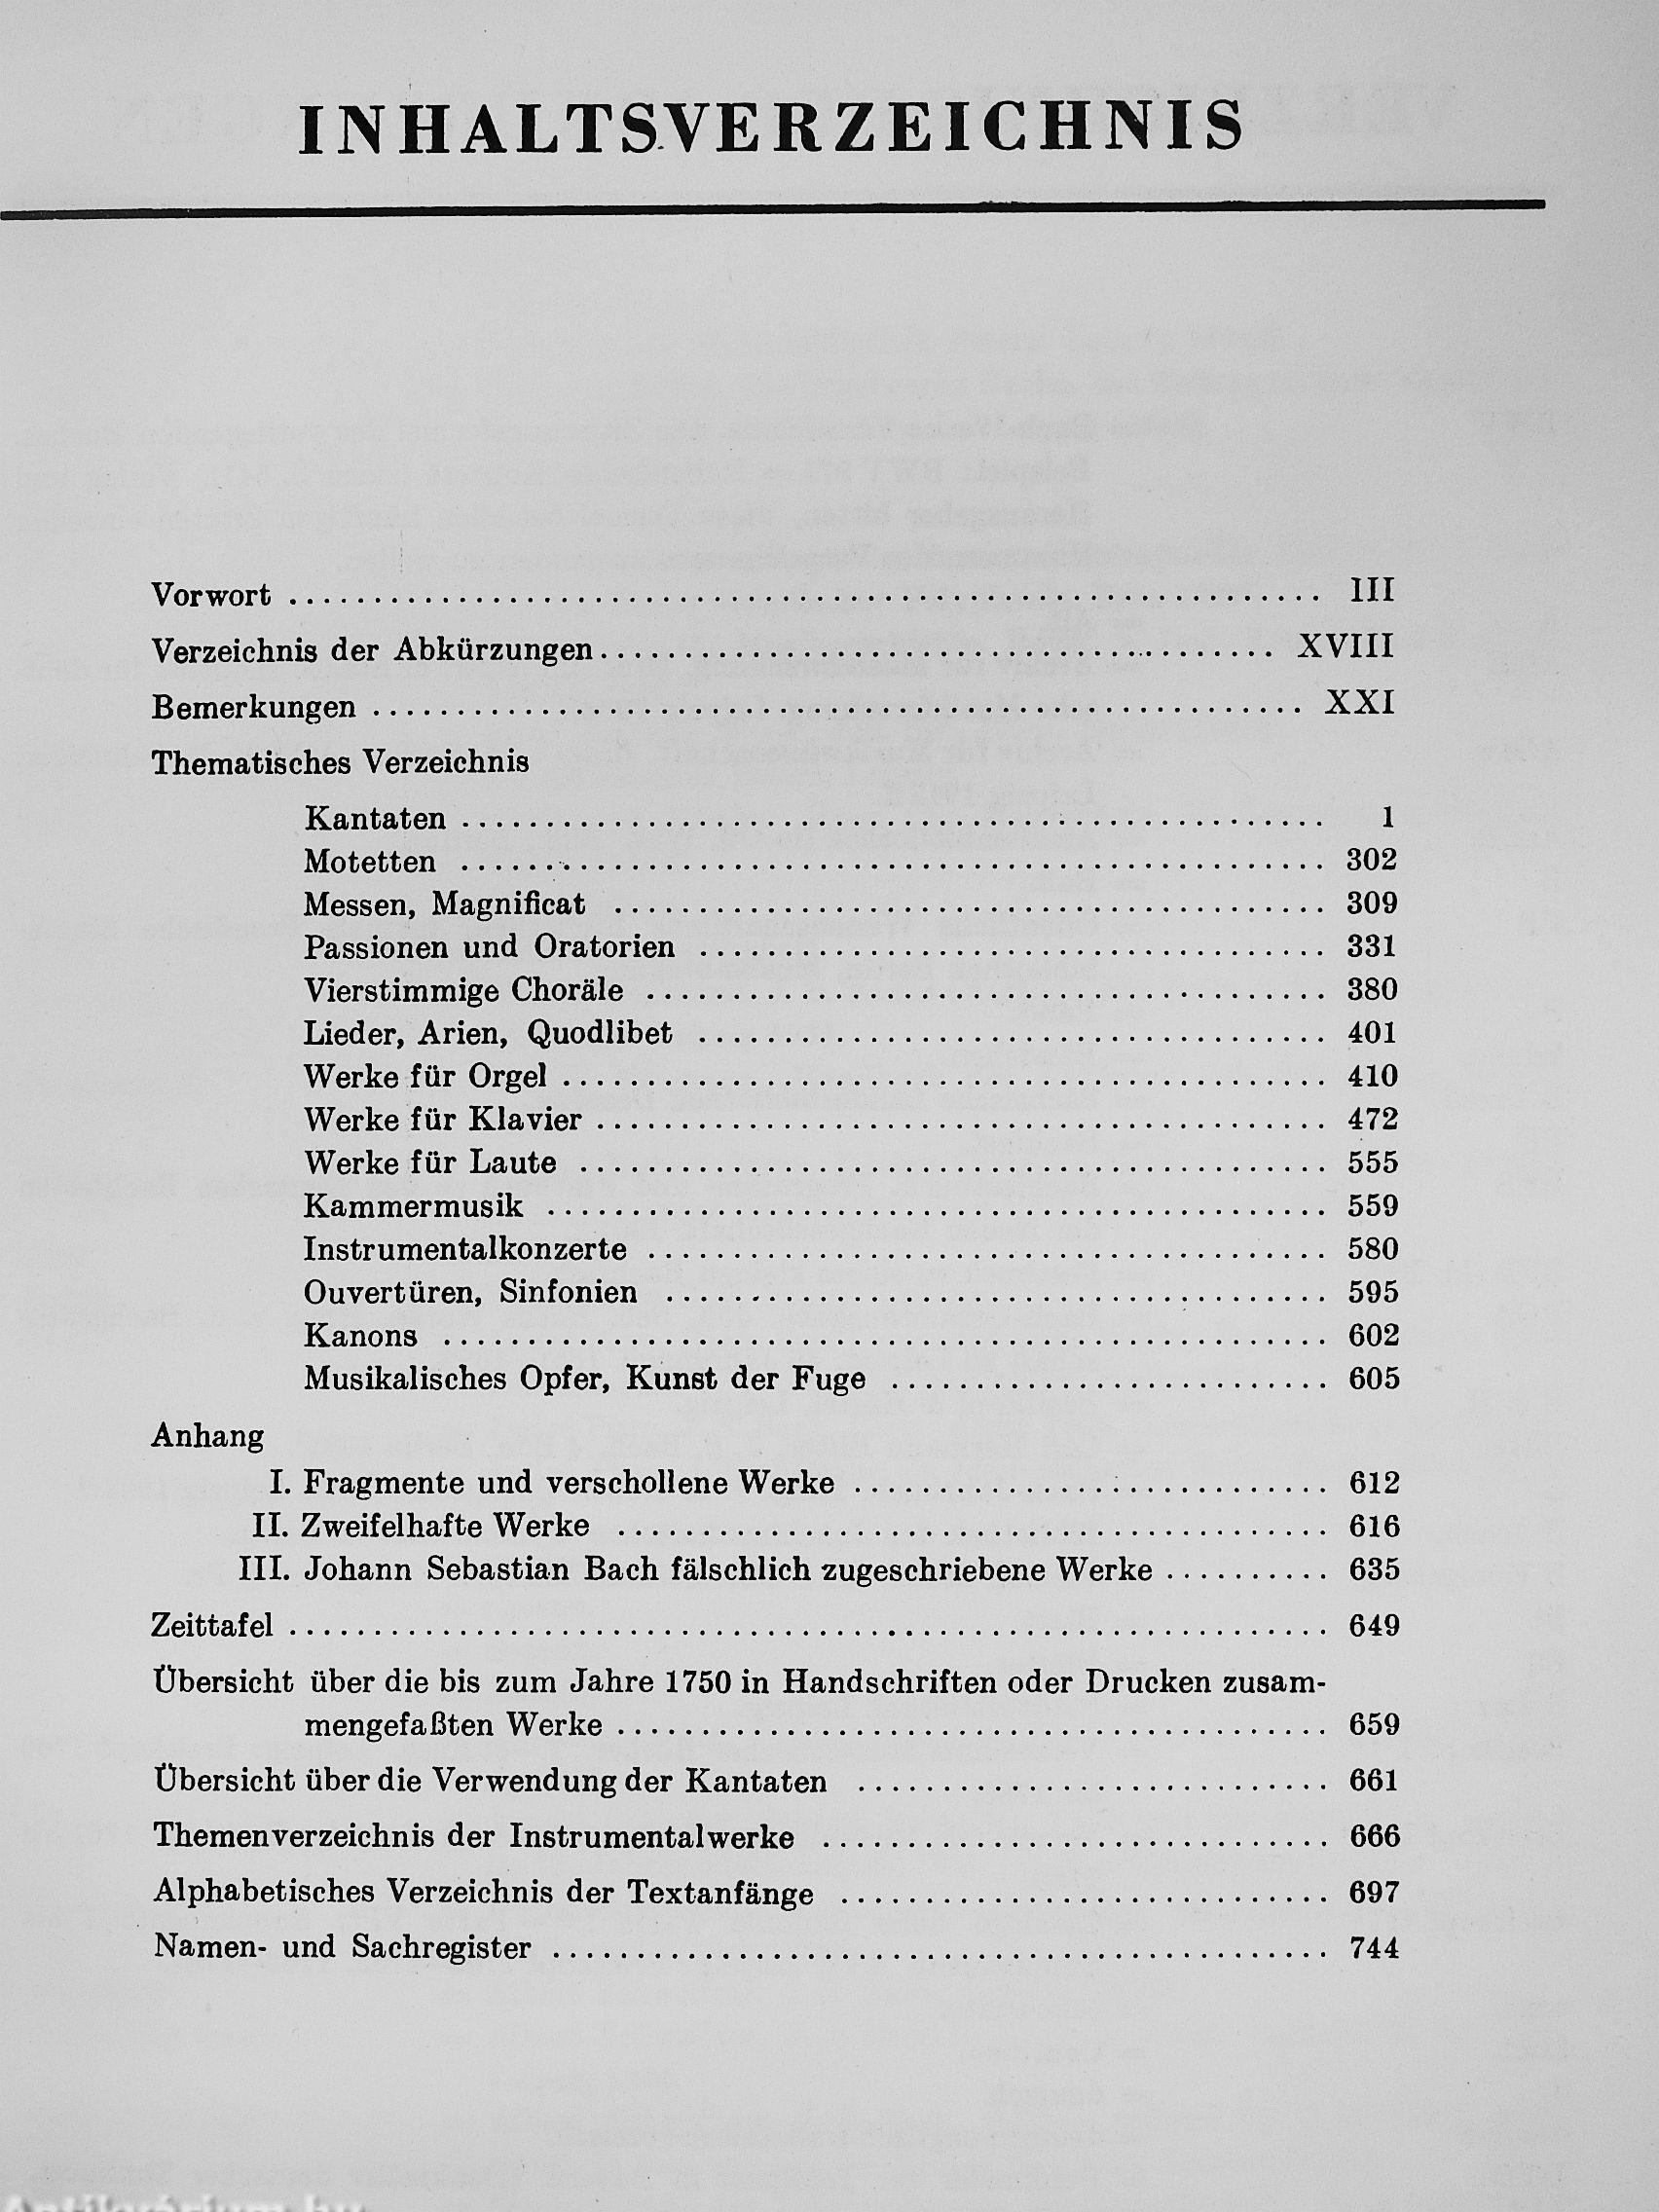 INHALTSVERZEICHNIS
Vorwort ........ III
Verzeichnis der Abkürzungen ........ XVIII
Bemerkungen ........ XXI
Thematisches Verzeichnis
Kantaten ........ 1
Motetten ........ 302
Messen, Magnificat ........ 309
Passionen und Oratorien ........ 331
Vierstimmige Choräle ........ 380
Lieder, Arien, Quodlibet ........ 401
Werke für Orgel ........ 410
Werke für Klavier ........ 472
Werke für Laute ........ 555
Kammermusik ........ 559
Instrumentalkonzerte ........ 580
Ouvertüren, Sinfonien ........ 595
Kanons ........ 602
Musikalisches Opfer, Kunst der Fuge ........ 605
Anhang
I. Fragmente und verschollene Werke ........ 612
II. Zweifelhafte Werke ........ 616
III. Johann Sebastian Bach fälschlich zugeschriebene Werke ........ 635
Zeittafel ........ 649
Übersicht über die bis zum Jahre 1750 in Handschriften oder Drucken zusam-
mengefaßten Werke ........ 659
Übersicht über die Verwendung der Kantaten ........ 661
Themenverzeichnis der Instrumentalwerke ........ 666
Alphabetisches Verzeichnis der Textanfänge ........ 697
Namen- und Sachregister ........ 744